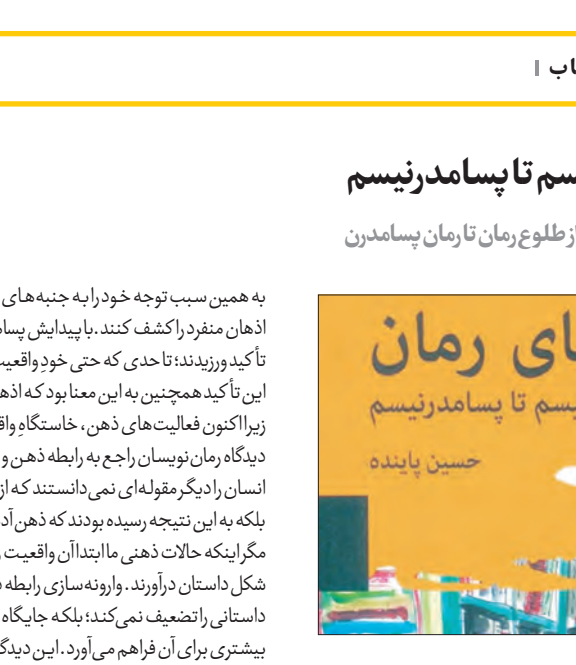 اب
سم تا پسامدرنیسم
از طلوع رمان تا رمان پسامدرن
ای رمان
یسم تا پسامدرنیسم
حسین پاینده
به همین سبب توجه خود را به جنبه‌های
اذهان منفرد را کشف کنند. با پیدایش پسام
تأکید ورزیدند؛ تا حدی که حتی خودِ واقعیت
این تأکید همچنین به این معنا بود که اذه
زیرا اکنون فعالیت‌های ذهن، خاستگاهِ واق
دیدگاه رمان‌نویسان راجع به رابطه ذهن و
انسان را دیگر مقوله‌ای نمی‌دانستند که از
بلکه به این نتیجه رسیده بودند که ذهن آد
مگر اینکه حالات ذهنی ما ابتدا آن واقعیت
شکل داستان درآورند. وارونه‌سازی رابطه
داستانی را تضعیف نمی‌کند؛ بلکه جایگاه
بیشتری برای آن فراهم می‌آورد. این دیدگ